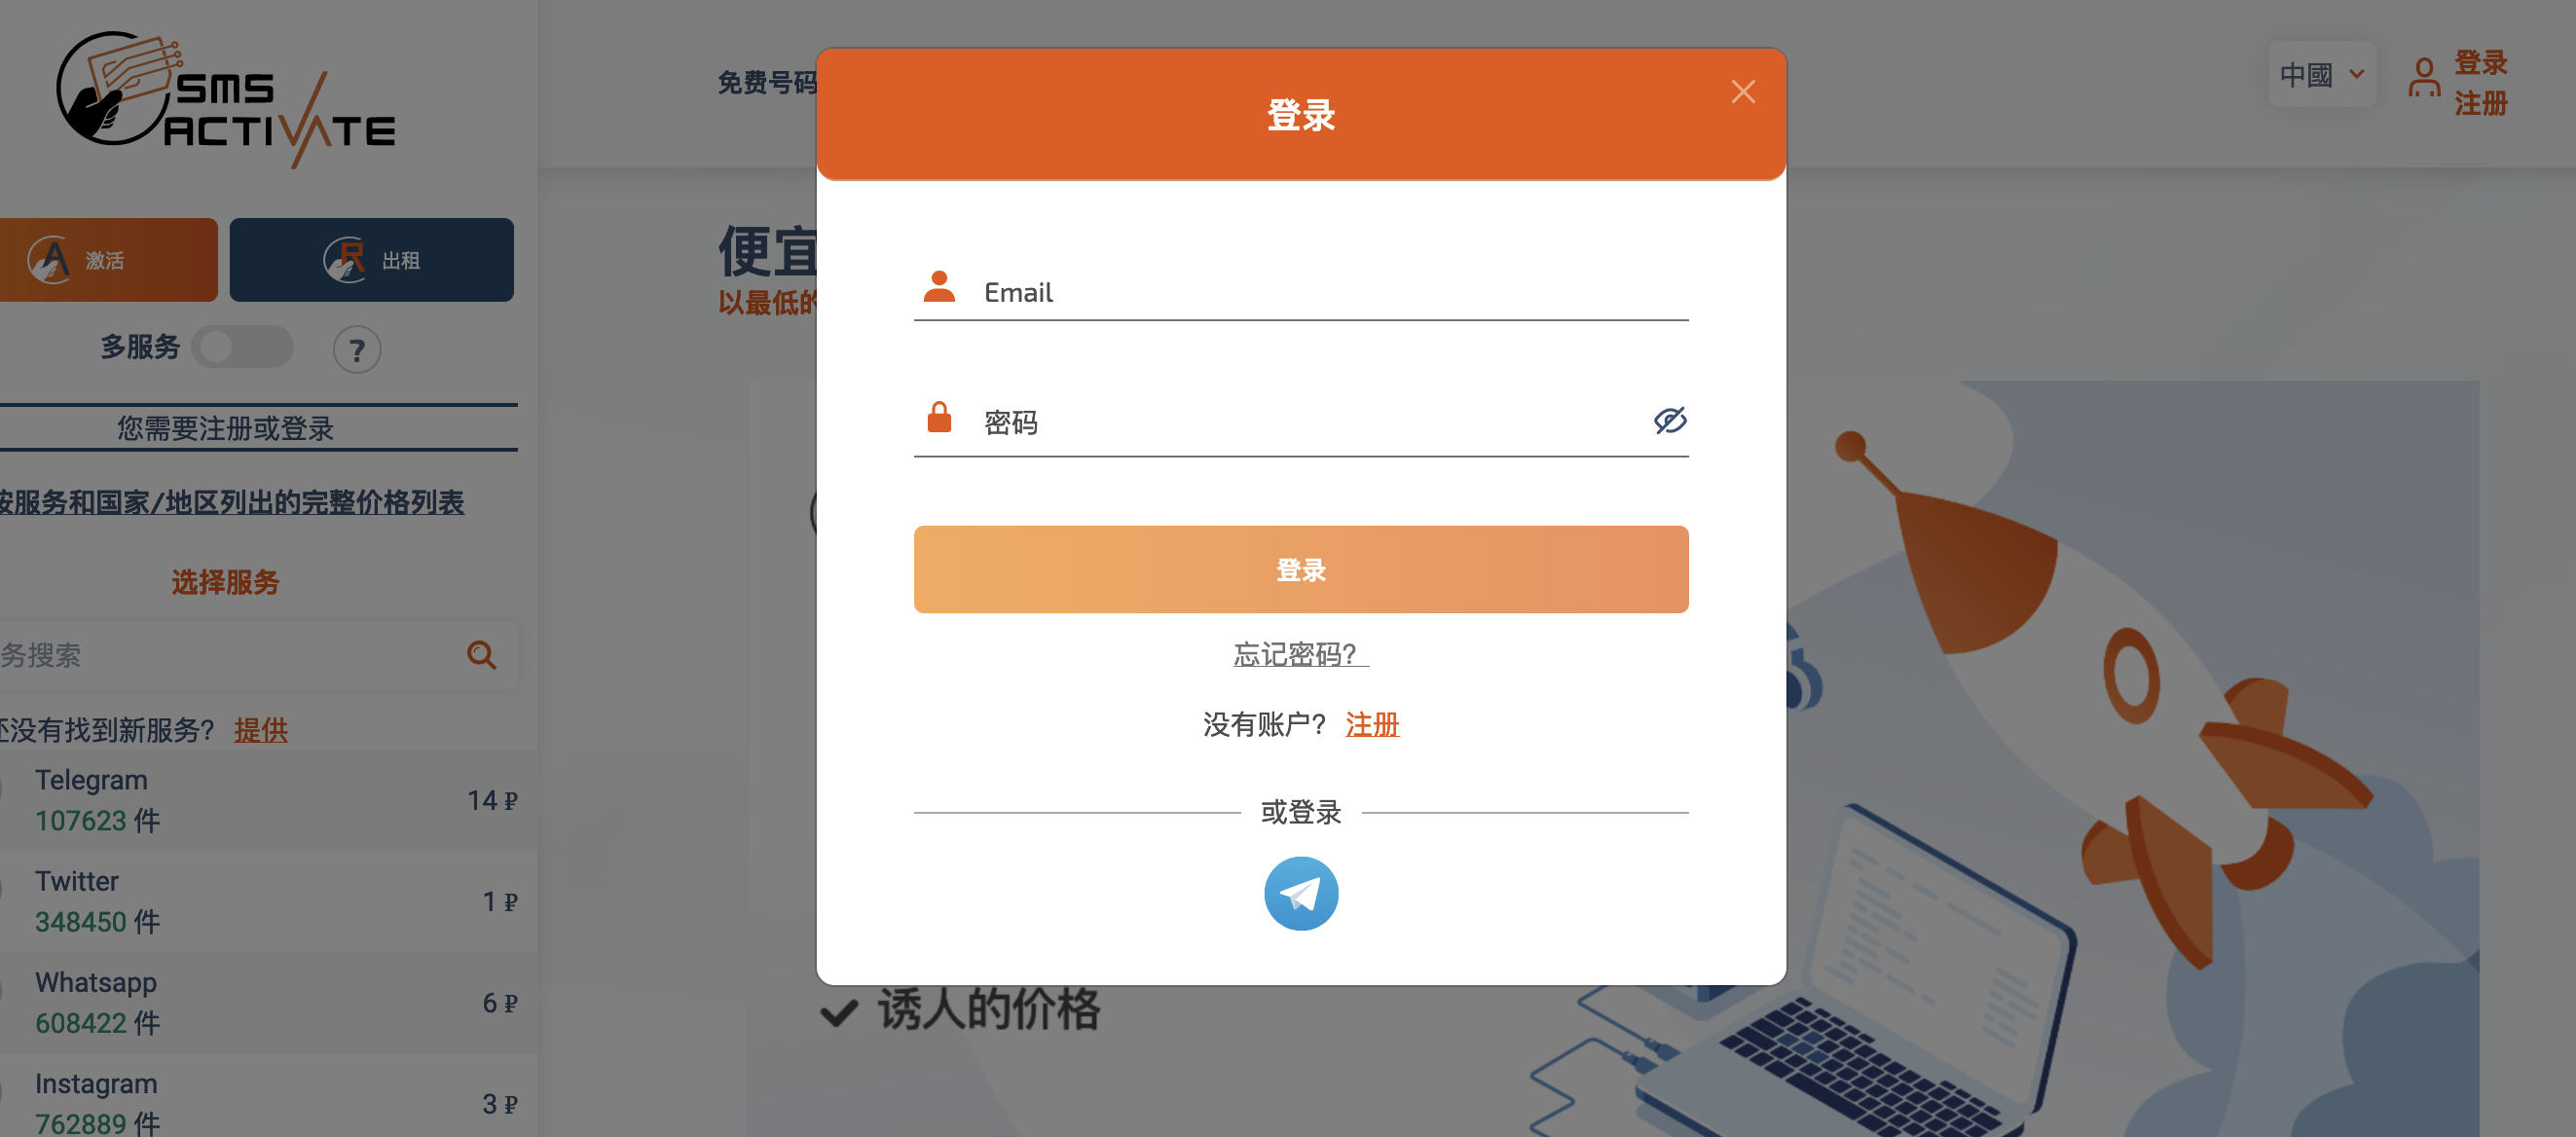 SMS
ACTIVATE
激活
出租
多服务
?
您需要注册或登录
按服务和国家/地区列出的完整价格列表
选择服务
务搜索
还没有找到新服务？ 提供
Telegram
107623 件
14 ₽
Twitter
348450 件
1 ₽
Whatsapp
608422 件
6 ₽
Instagram
762889 件
3 ₽
免费号码
中國
登录
注册
便宜
以最低的
登录
Email
密码
登录
忘记密码？
没有账户？ 注册
或登录
诱人的价格